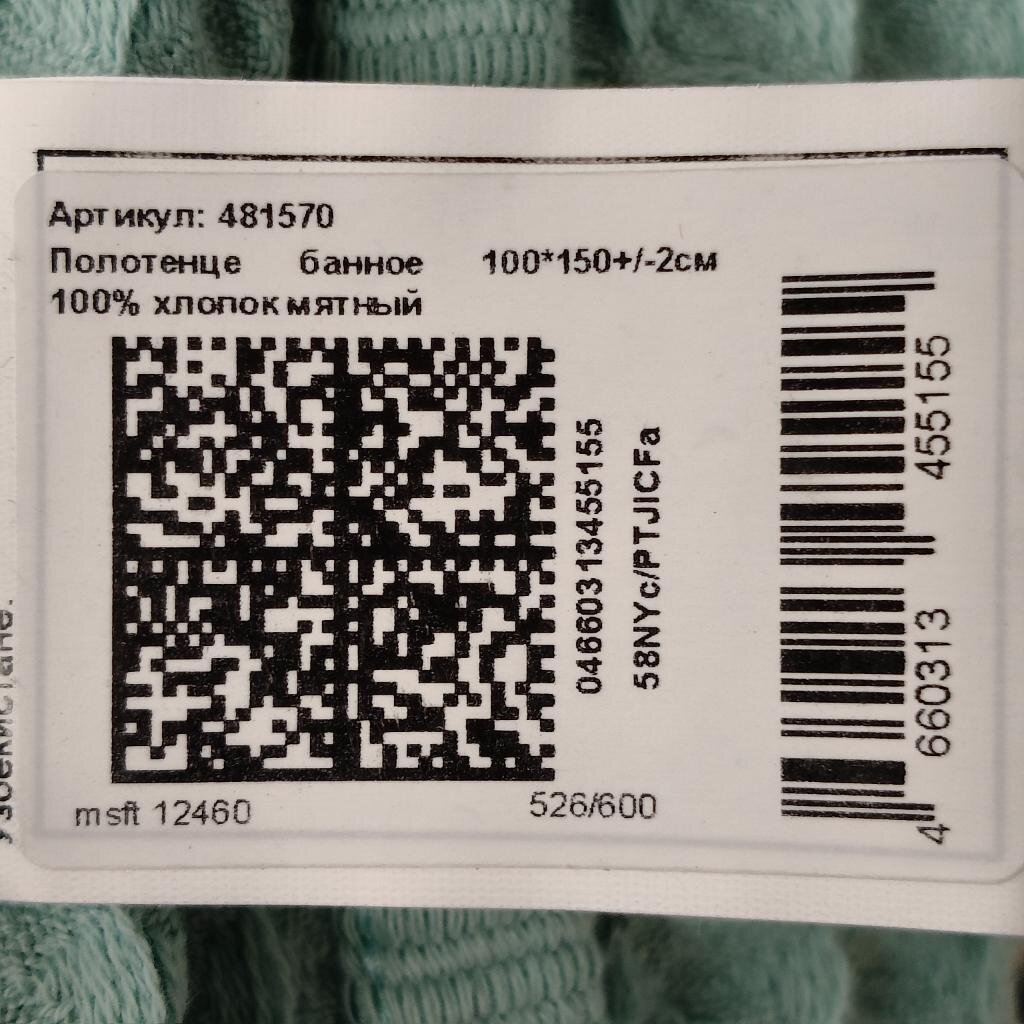 Артикул: 481570
Полотенце банное 100*150+/-2см
100% хлопок мятный
04660313455155
58NYc/PTJICFa
4 660313 455155
msft 12460
526/600